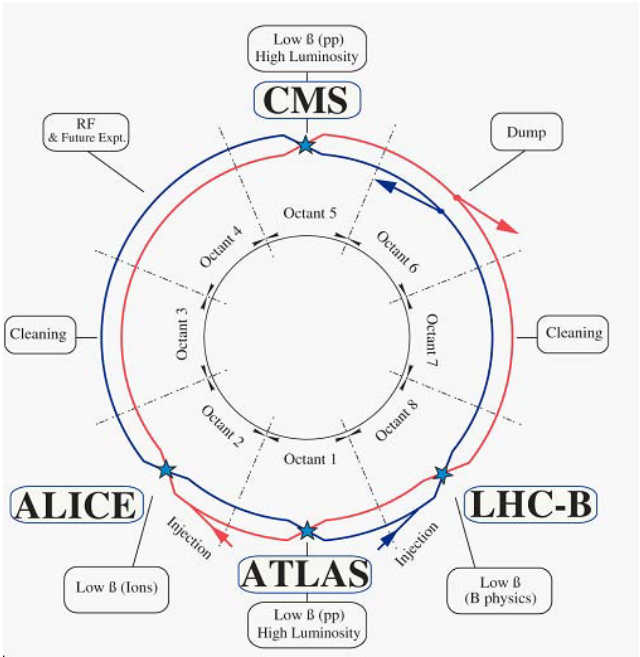 Low ß (pp)
High Luminosity
CMS
RF
& Future Expt.
Dump
Octant 5
Octant 4
Octant 6
Cleaning
Octant 3
Octant 7
Cleaning
Octant 2
Octant 8
Octant 1
ALICE
LHC-B
Injection
Injection
ATLAS
Low ß (Ions)
Low ß
(B physics)
Low ß (pp)
High Luminosity